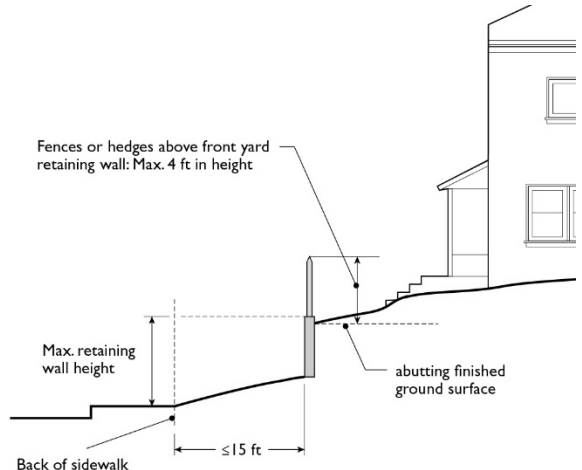 Fences or hedges above front yard
retaining wall: Max. 4 ft in height
Max. retaining
wall height
abutting finished
ground surface
≤15 ft
Back of sidewalk